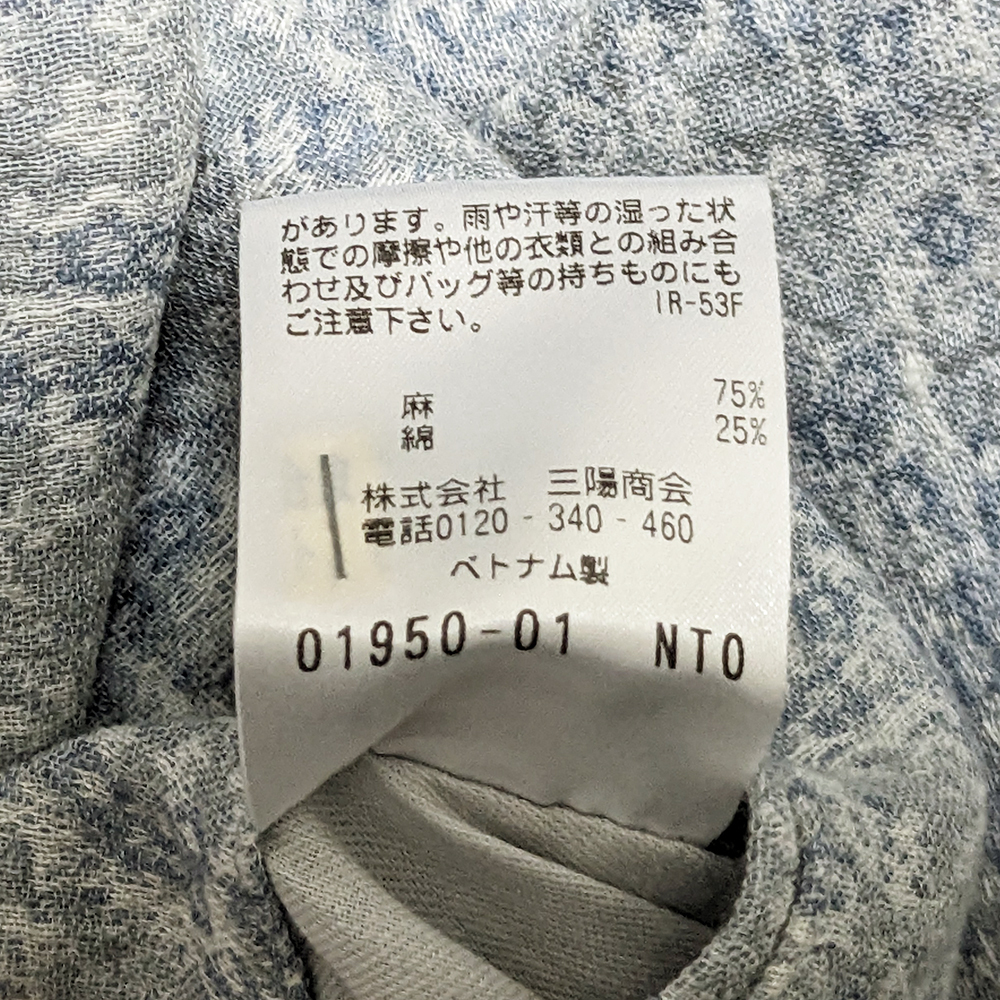 があります。雨や汗等の湿った状
態での摩擦や他の衣類との組み合
わせ及びバッグ等の持ちものにも
ご注意下さい。 IR-53F
麻 75%
綿 25%
株式会社 三陽商会
電話0120-340-460
ベトナム製
01950-01 NTO